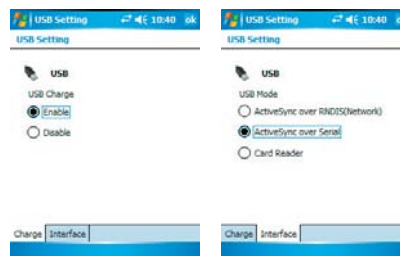 USB Setting 10:40 ok
USB Setting
USB
USB Charge
Enable
Disable
Charge Interface
USB Setting 10:40
USB Setting
USB
USB Mode
ActiveSync over RNDIS(Network)
ActiveSync over Serial
Card Reader
Charge Interface